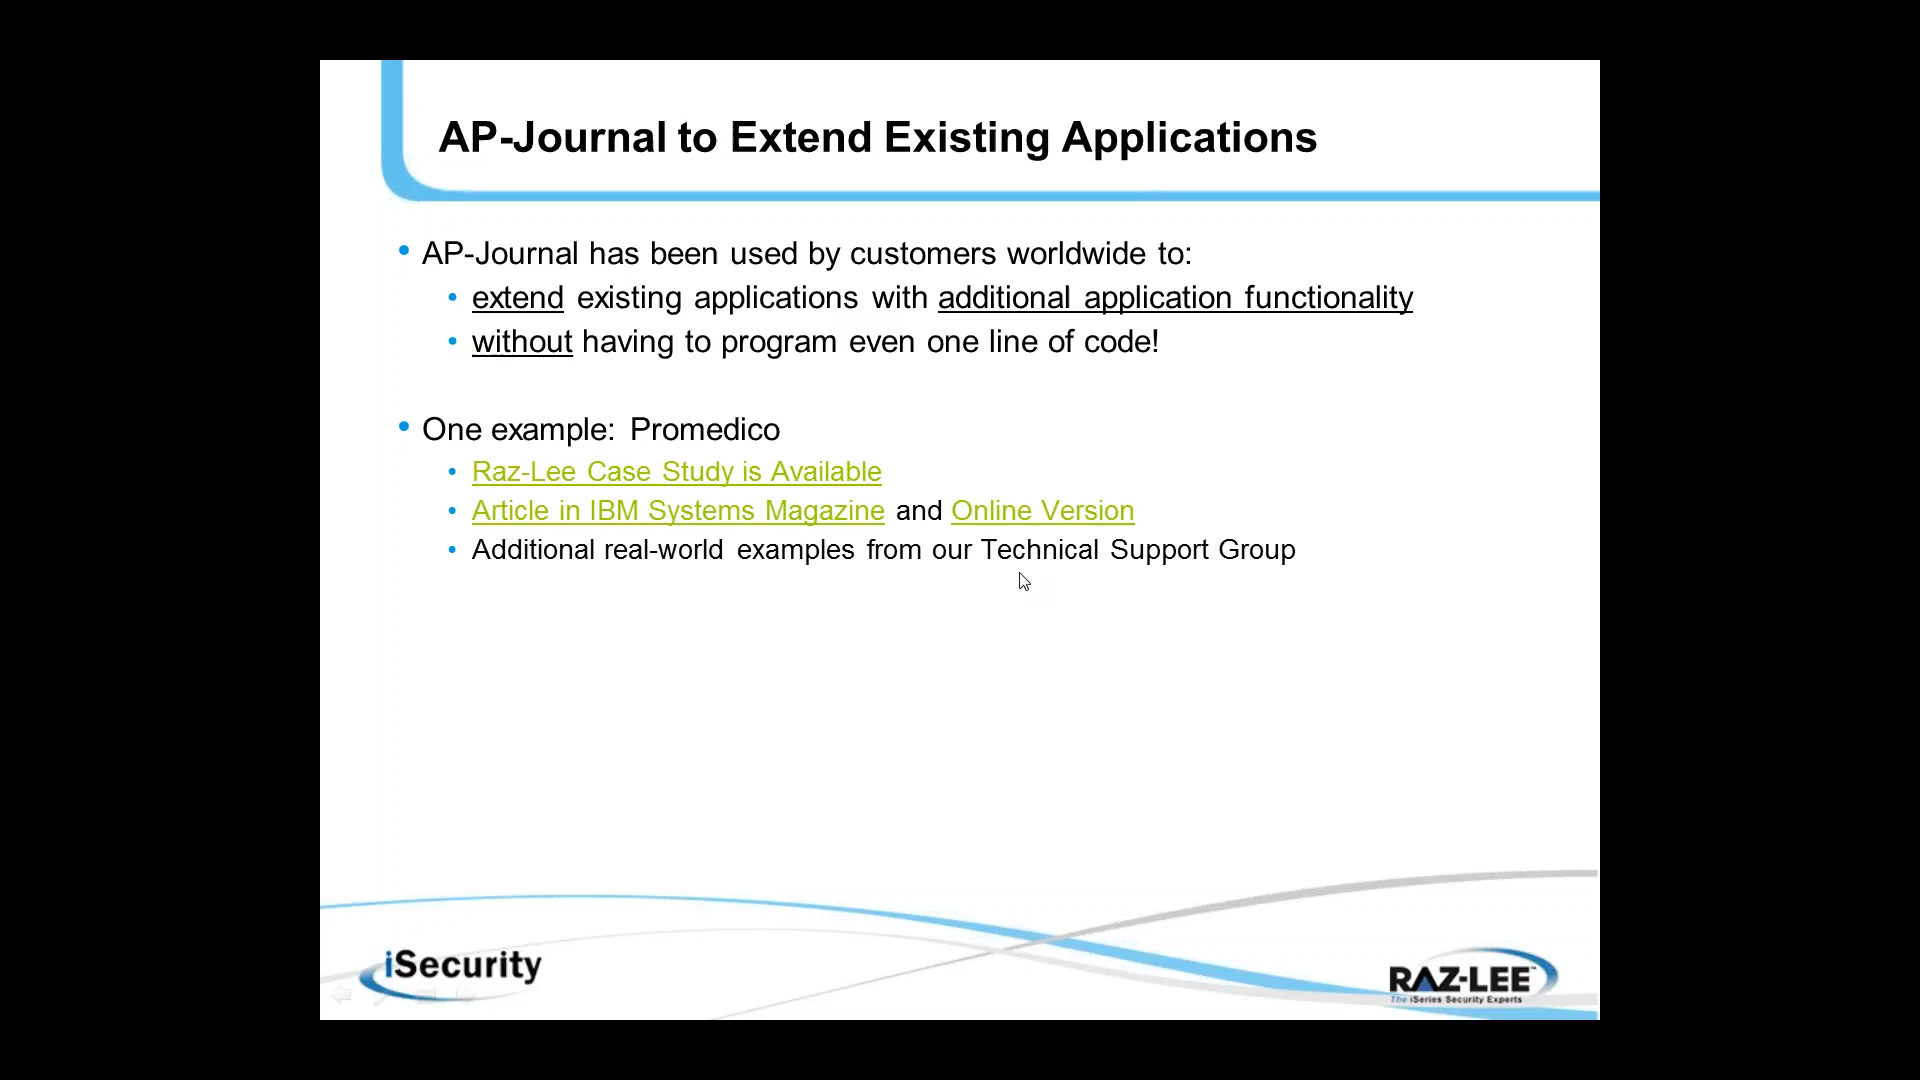 AP-Journal to Extend Existing Applications
• AP-Journal has been used by customers worldwide to:
• extend existing applications with additional application functionality
• without having to program even one line of code!
• One example: Promedico
• Raz-Lee Case Study is Available
• Article in IBM Systems Magazine and Online Version
• Additional real-world examples from our Technical Support Group
iSecurity
RAZ-LEE™
The iSeries Security Experts